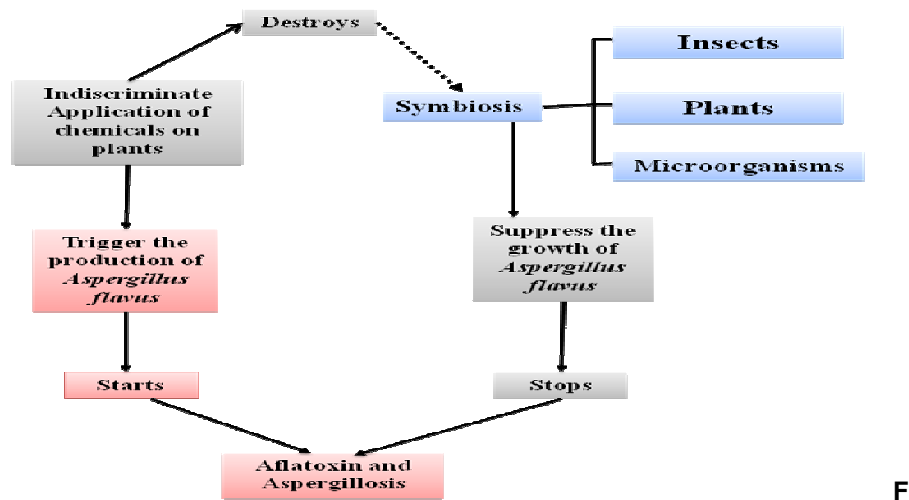 Destroys
Indiscriminate
Application of
chemicals on
plants
Symbiosis
Insects
Plants
Microorganisms
Trigger the
production of
Aspergillus
flavus
Suppress the
growth of
Aspergillus
flavus
Starts
Stops
Aflatoxin and
Aspergillosis
F